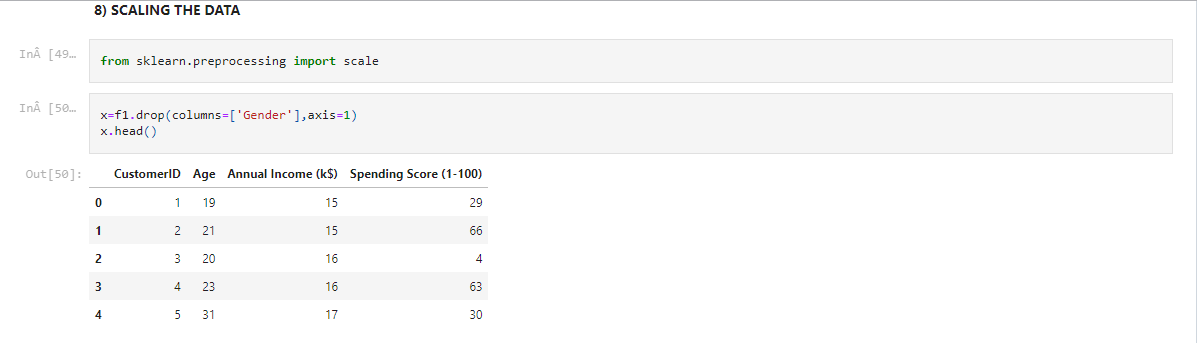 8) SCALING THE DATA
InÂ [49…
from sklearn.preprocessing import scale
InÂ [50…
x=f1.drop(columns=['Gender'],axis=1)
x.head()
Out[50]:
CustomerID Age Annual Income (k$) Spending Score (1-100)
0 1 19 15 29
1 2 21 15 66
2 3 20 16 4
3 4 23 16 63
4 5 31 17 30